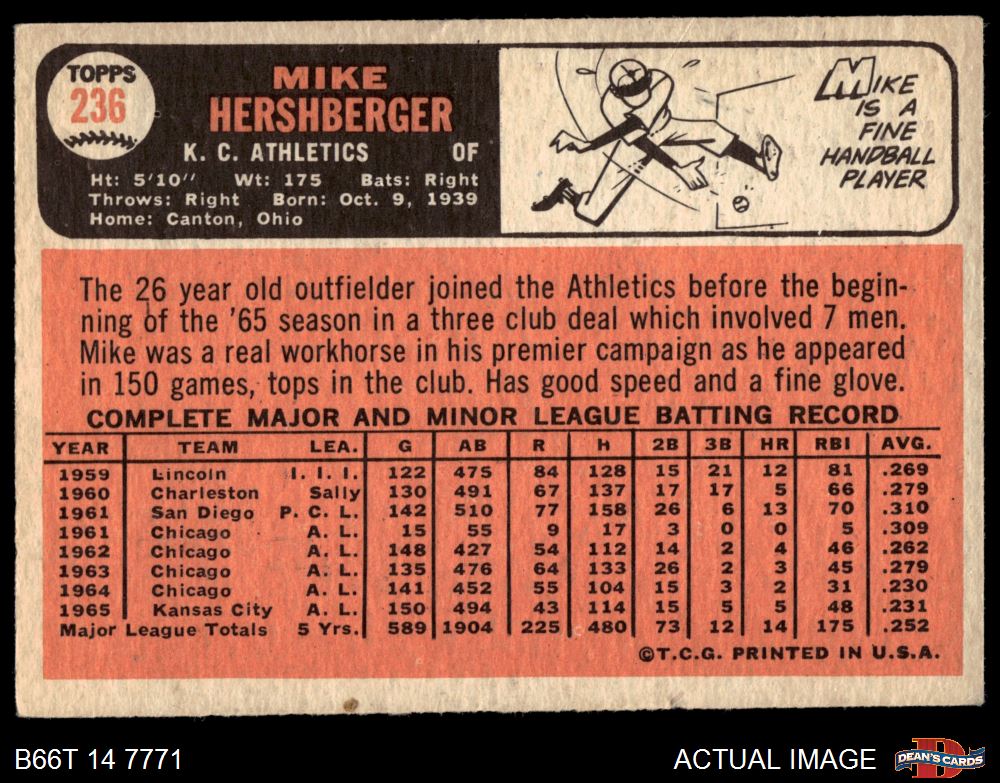 TOPPS
236
MIKE
HERSHBERGER
K. C. ATHLETICS OF
Ht: 5'10" Wt: 175 Bats: Right
Throws: Right Born: Oct. 9, 1939
Home: Canton, Ohio
MIKE
IS A
FINE
HANDBALL
PLAYER
The 26 year old outfielder joined the Athletics before the begin-
ning of the '65 season in a three club deal which involved 7 men.
Mike was a real workhorse in his premier campaign as he appeared
in 150 games, tops in the club. Has good speed and a fine glove.
COMPLETE MAJOR AND MINOR LEAGUE BATTING RECORD
YEAR TEAM LEA. G AB R H 2B 3B HR RBI AVG.
1959 Lincoln I. I. I. 122 475 84 128 15 21 12 81 .269
1960 Charleston Sally 130 491 67 137 17 17 5 66 .279
1961 San Diego P. C. L. 142 510 77 158 26 6 13 70 .310
1961 Chicago A. L. 15 55 9 17 3 0 0 5 .309
1962 Chicago A. L. 148 427 54 112 14 2 4 46 .262
1963 Chicago A. L. 135 476 64 133 26 2 3 45 .279
1964 Chicago A. L. 141 452 55 104 15 3 2 31 .230
1965 Kansas City A. L. 150 494 43 114 15 5 5 48 .231
Major League Totals 5 Yrs. 589 1904 225 480 73 12 14 175 .252
©T.C.G. PRINTED IN U.S.A.
B66T 14 7771 ACTUAL IMAGE DEAN'S CARDS